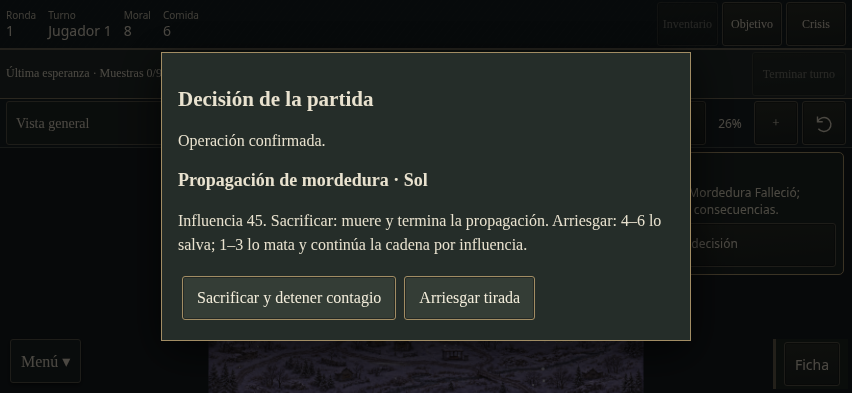 Ronda
1
Turno
Jugador 1
Moral
8
Comida
6
Inventario
Objetivo
Crisis
Última esperanza · Muestras 0/9
Terminar turno
Vista general
26%
+
Decisión de la partida
Operación confirmada.
Propagación de mordedura · Sol
Influencia 45. Sacrificar: muere y termina la propagación. Arriesgar: 4–6 lo
salva; 1–3 lo mata y continúa la cadena por influencia.
Sacrificar y detener contagio
Arriesgar tirada
Mordedura Falleció;
consecuencias.
decisión
Menú ▾
Ficha